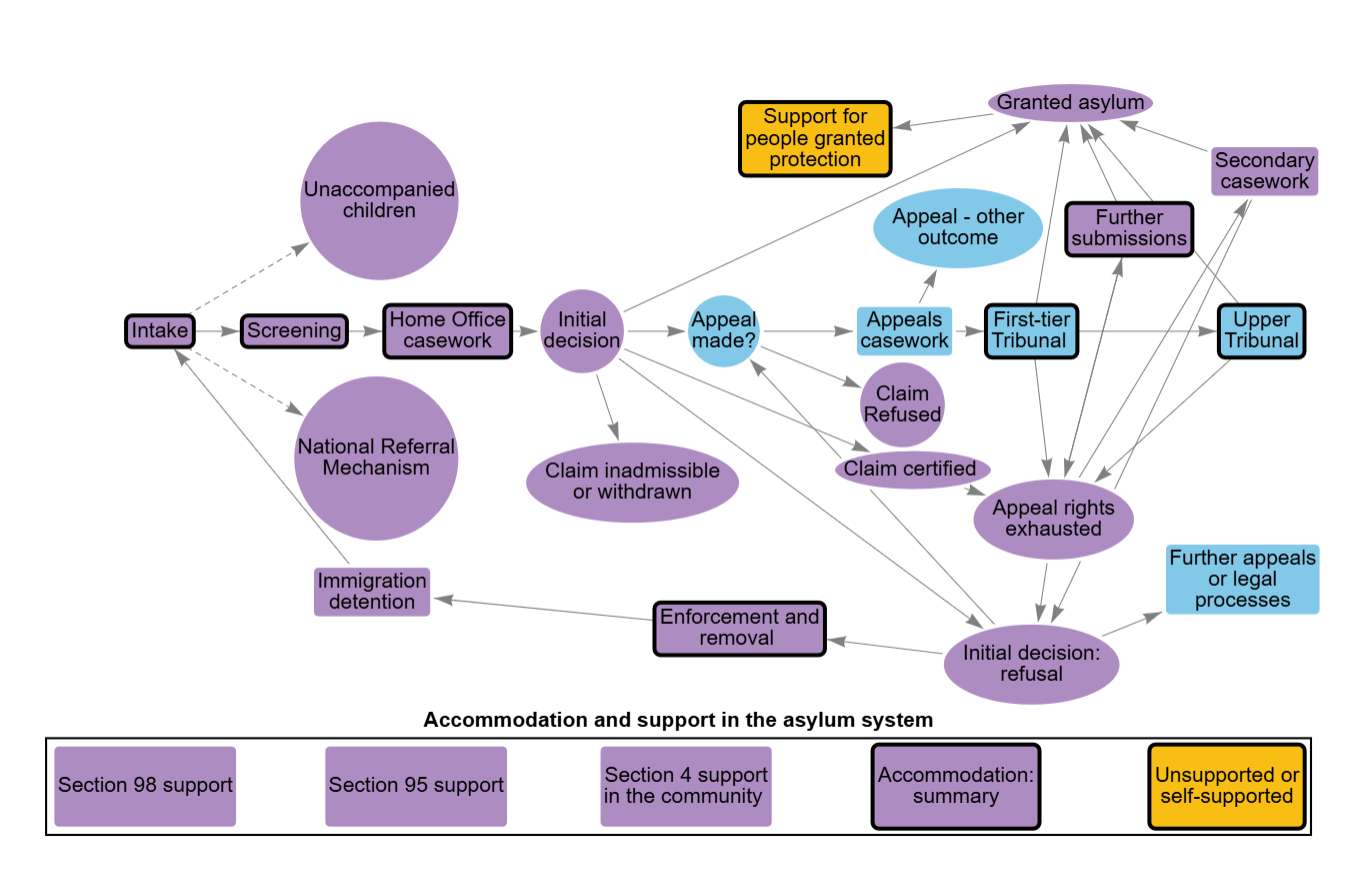 Granted asylum
Support for
people granted
protection
Secondary
casework
Unaccompanied
children
Appeal - other
outcome
Further
submissions
Intake
Screening
Home Office
casework
Initial
decision
Appeal
made?
Appeals
casework
First-tier
Tribunal
Upper
Tribunal
Claim
Refused
National Referral
Mechanism
Claim inadmissible
or withdrawn
Claim certified
Appeal rights
exhausted
Immigration
detention
Further appeals
or legal
processes
Enforcement and
removal
Initial decision:
refusal
Accommodation and support in the asylum system
Section 98 support
Section 95 support
Section 4 support
in the community
Accommodation:
summary
Unsupported or
self-supported